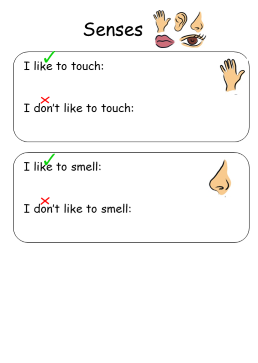 Senses
I like to touch:
I don't like to touch:
I like to smell:
I don't like to smell: